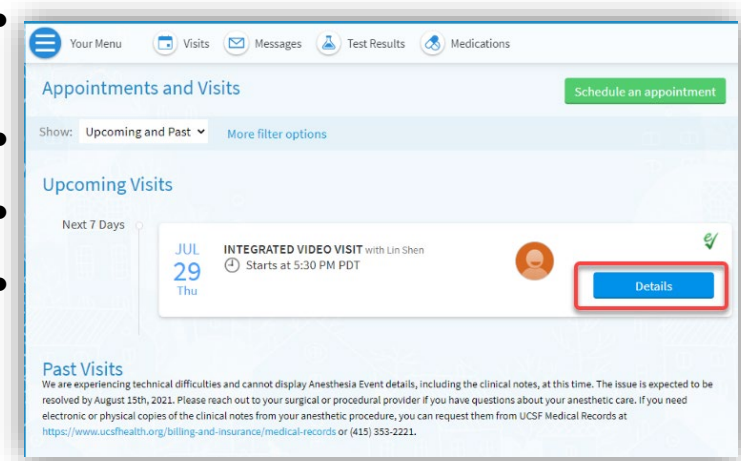 Your Menu Visits Messages Test Results Medications
Appointments and Visits
Schedule an appointment
Show: Upcoming and Past More filter options
Upcoming Visits
Next 7 Days
JUL
29
Thu
INTEGRATED VIDEO VISIT with Lin Shen
Starts at 5:30 PM PDT
Details
Past Visits
We are experiencing technical difficulties and cannot display Anesthesia Event details, including the clinical notes, at this time. The issue is expected to be
resolved by August 15th, 2021. Please reach out to your surgical or procedural provider if you have questions about your anesthetic care. If you need
electronic or physical copies of the clinical notes from your anesthetic procedure, you can request them from UCSF Medical Records at
https://www.ucsfhealth.org/billing-and-insurance/medical-records or (415) 353-2221.